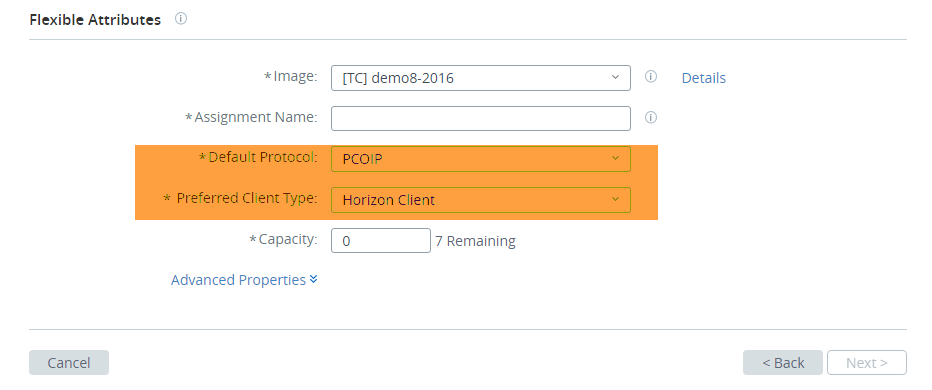 Flexible Attributes
*Image: [TC] demo8-2016 Details
*Assignment Name:
*Default Protocol: PCOIP
* Preferred Client Type: Horizon Client
*Capacity: 0 7 Remaining
Advanced Properties
Cancel < Back Next >